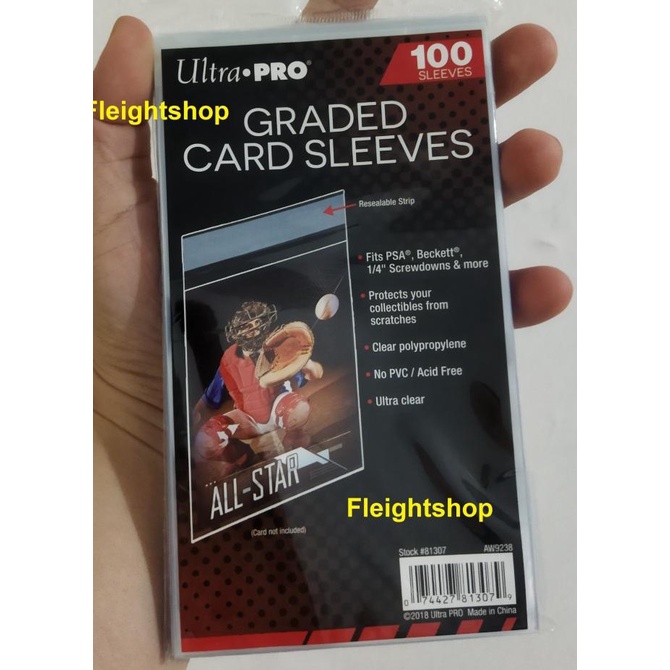 Ultra•PRO®
100
SLEEVES
Fleightshop
GRADED
CARD SLEEVES
Resealable Strip
• Fits PSA®, Beckett®,
1/4" Screwdowns & more
• Protects your
collectibles from
scratches
• Clear polypropylene
• No PVC / Acid Free
• Ultra clear
ALL-STAR
Fleightshop
(Card not included)
Stock #81307
AW9238
0 74427 81307 9
©2018 Ultra PRO Made in China